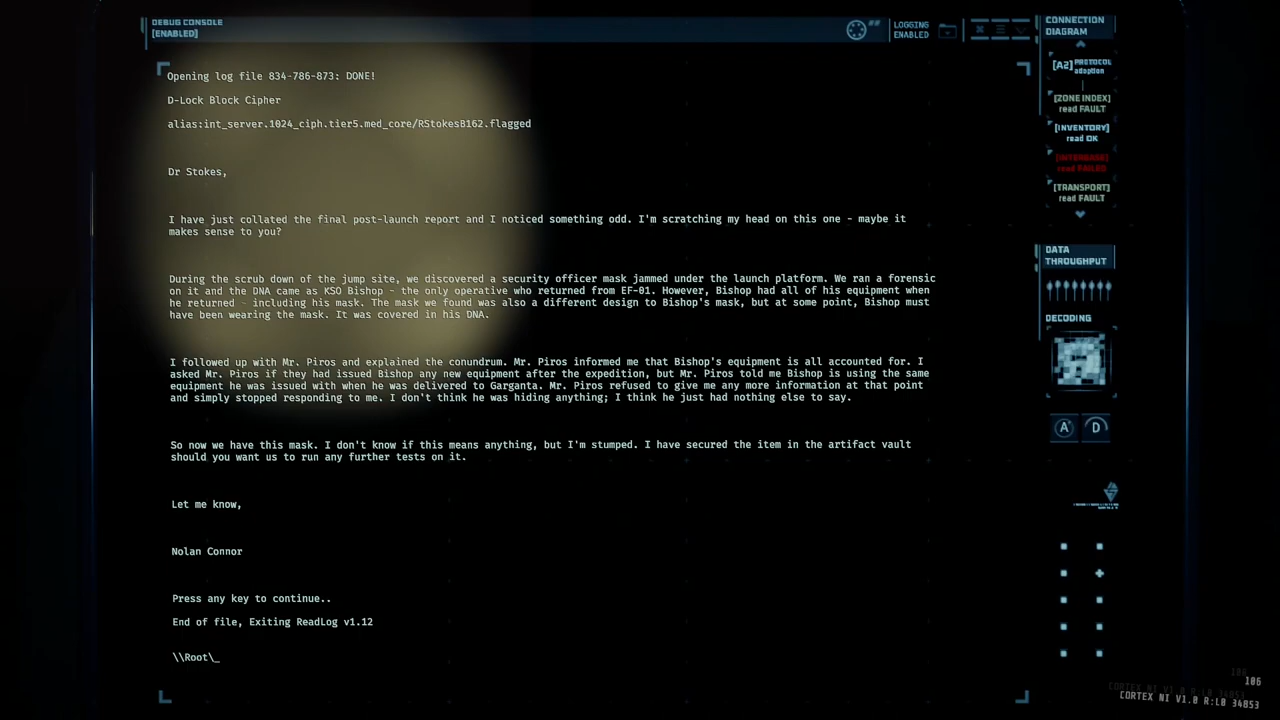 DEBUG CONSOLE
[ENABLED]
LOGGING
ENABLED
CONNECTION
DIAGRAM
Opening log file 834-786-873: DONE!
D-Lock Block Cipher
alias:int_server.1024_ciph.tier5.med_core/RStokesB162.flagged
Dr Stokes,
I have just collated the final post-launch report and I noticed something odd. I'm scratching my head on this one - maybe it
makes sense to you?
During the scrub down of the jump site, we discovered a security officer mask jammed under the launch platform. We ran a forensic
on it and the DNA came as KSO Bishop - the only operative who returned from EF-01. However, Bishop had all of his equipment when
he returned - including his mask. The mask we found was also a different design to Bishop's mask, but at some point, Bishop must
have been wearing the mask. It was covered in his DNA.
I followed up with Mr. Piros and explained the conundrum. Mr. Piros informed me that Bishop's equipment is all accounted for. I
asked Mr. Piros if they had issued Bishop any new equipment after the expedition, but Mr. Piros told me Bishop is using the same
equipment he was issued with when he was delivered to Garganta. Mr. Piros refused to give me any more information at that point
and simply stopped responding to me. I don't think he was hiding anything; I think he just had nothing else to say.
So now we have this mask. I don't know if this means anything, but I'm stumped. I have secured the item in the artifact vault
should you want us to run any further tests on it.
Let me know,
Nolan Connor
Press any key to continue..
End of file, Exiting ReadLog v1.12
\\Root\_
[A2] PROTOCOL
adoption
[ZONE INDEX]
read FAULT
[INVENTORY]
read OK
[INTERBASE]
read FAILED
[TRANSPORT]
read FAULT
DATA
THROUGHPUT
DECODING
A D
106
CORTEX NI V1.0 R:L0 34853